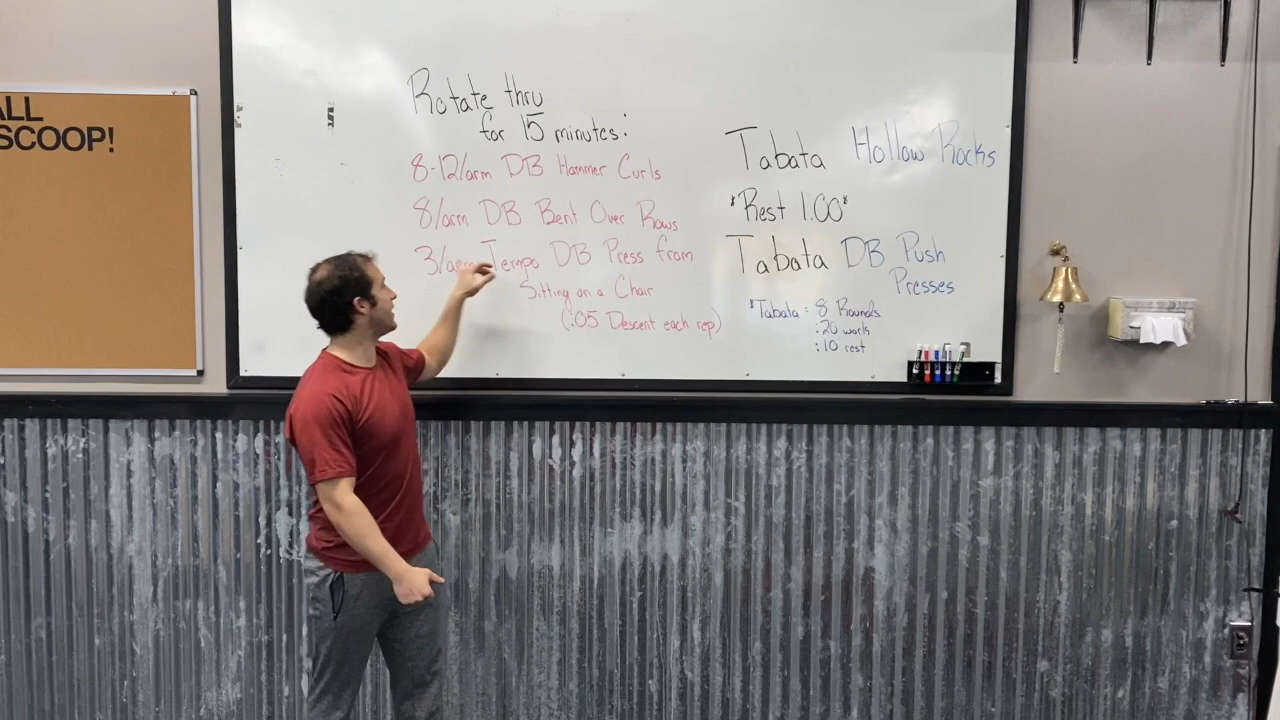 ALL
SCOOP!
Rotate thru
for 15 minutes:
8-12/arm DB Hammer Curls
8/arm DB Bent Over Rows
3/arm Tempo DB Press from
Sitting on a Chair
(:05 Descent each rep)
Tabata Hollow Rocks
*Rest 1:00*
Tabata DB Push
Presses
*Tabata = 8 Rounds
:20 work
:10 rest